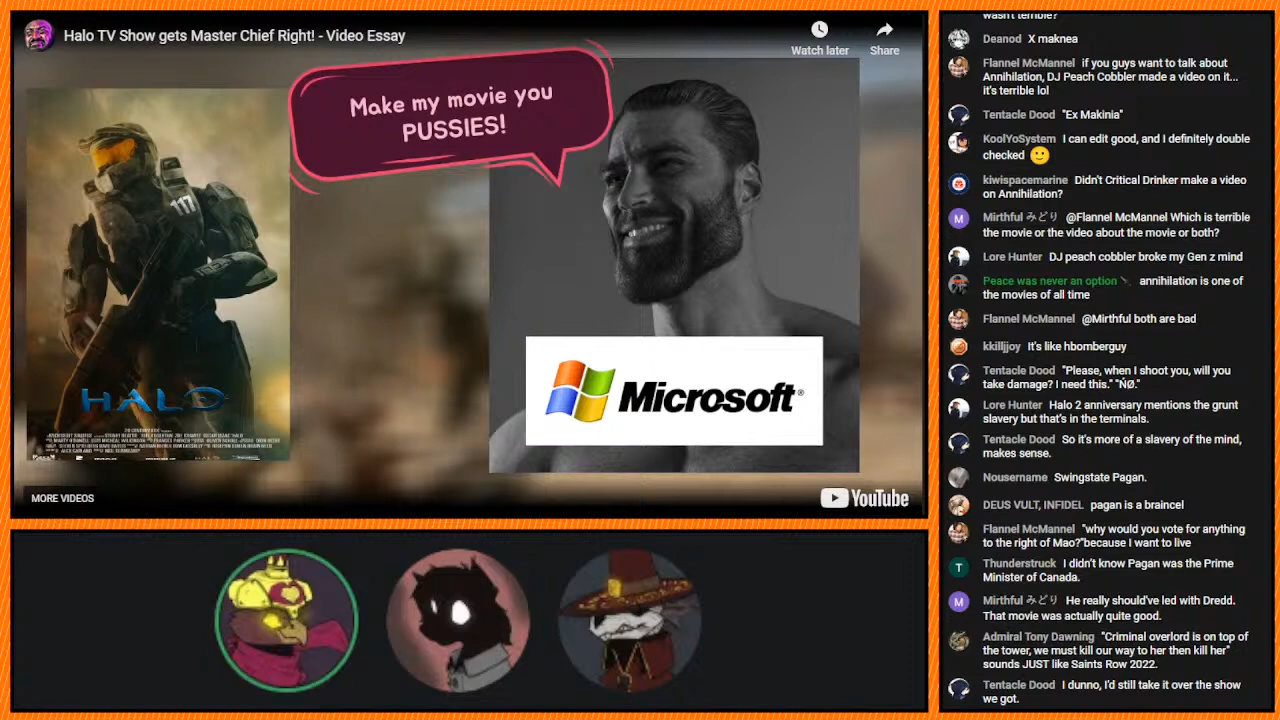 Halo TV Show gets Master Chief Right! - Video Essay
Watch later
Share
Make my movie you
PUSSIES!
117
HALO
Microsoft®
MORE VIDEOS
YouTube
wasn't terrible?
Deanod X maknea
Flannel McMannel if you guys want to talk about
Annihilation, DJ Peach Cobbler made a video on it...
it's terrible lol
Tentacle Dood "Ex Makinia"
KoolYoSystem I can edit good, and I definitely double
checked 🙂
kiwispacemarine Didn't Critical Drinker make a video
on Annihilation?
M
Mirthful みどり @Flannel McMannel Which is terrible
the movie or the video about the movie or both?
Lore Hunter DJ peach cobbler broke my Gen z mind
Peace was never an option annihilation is one of
the movies of all time
Flannel McMannel @Mirthful both are bad
kkilljjoy It's like hbomberguy
Tentacle Dood "Please, when I shoot you, will you
take damage? I need this." "ŃØ."
Lore Hunter Halo 2 anniversary mentions the grunt
slavery but that's in the terminals.
Tentacle Dood So it's more of a slavery of the mind,
makes sense.
Nousername Swingstate Pagan.
DEUS VULT, INFIDEL pagan is a braincel
Flannel McMannel "why would you vote for anything
to the right of Mao?"because I want to live
T
Thunderstruck I didn't know Pagan was the Prime
Minister of Canada.
M
Mirthful みどり He really should've led with Dredd.
That movie was actually quite good.
Admiral Tony Dawning "Criminal overlord is on top of
the tower, we must kill our way to her then kill her"
sounds JUST like Saints Row 2022.
Tentacle Dood I dunno, I'd still take it over the show
we got.